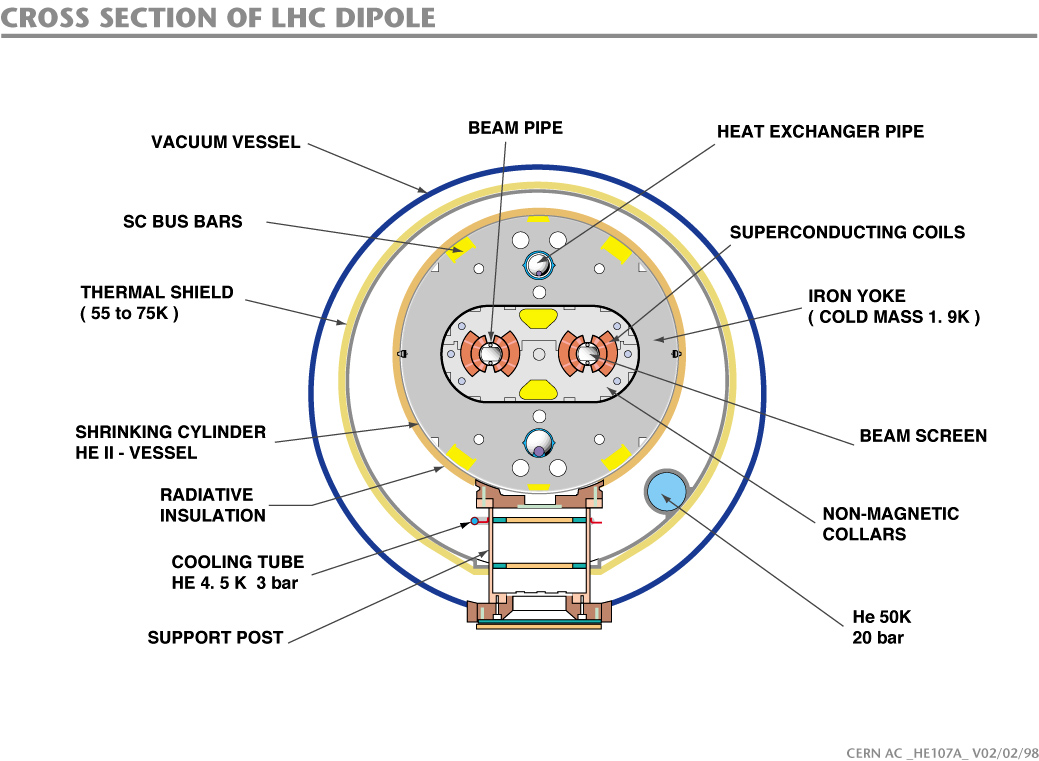 CROSS SECTION OF LHC DIPOLE
BEAM PIPE
HEAT EXCHANGER PIPE
VACUUM VESSEL
SC BUS BARS
SUPERCONDUCTING COILS
THERMAL SHIELD
( 55 to 75K )
IRON YOKE
( COLD MASS 1. 9K )
SHRINKING CYLINDER
HE II - VESSEL
BEAM SCREEN
RADIATIVE
INSULATION
NON-MAGNETIC
COLLARS
COOLING TUBE
HE 4. 5 K 3 bar
He 50K
20 bar
SUPPORT POST
CERN AC _HE107A_ V02/02/98